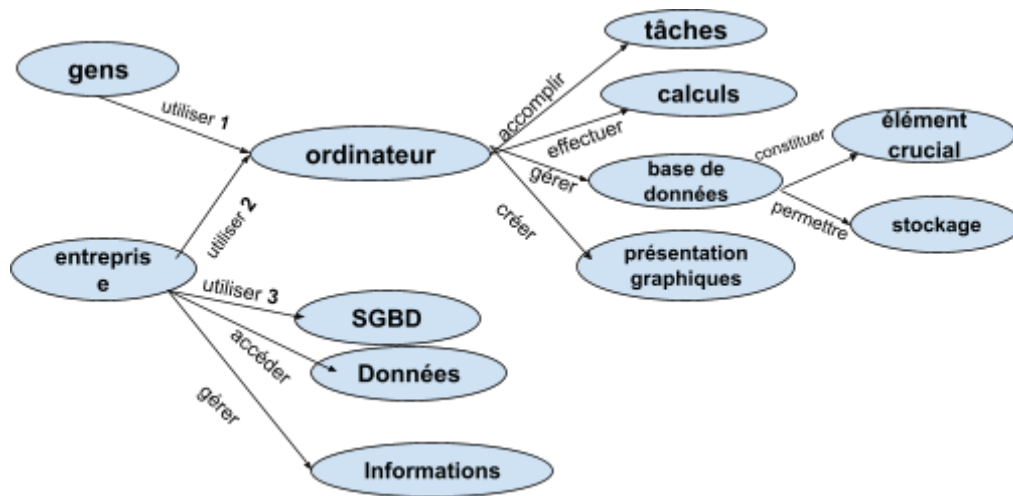 tâches
gens
accomplir
calculs
utiliser 1
effectuer
élément
crucial
constituer
ordinateur
gérer
base de
données
permettre
stockage
créer
utiliser 2
entrepris
e
présentation
graphiques
utiliser 3
SGBD
accéder
Données
gérer
Informations